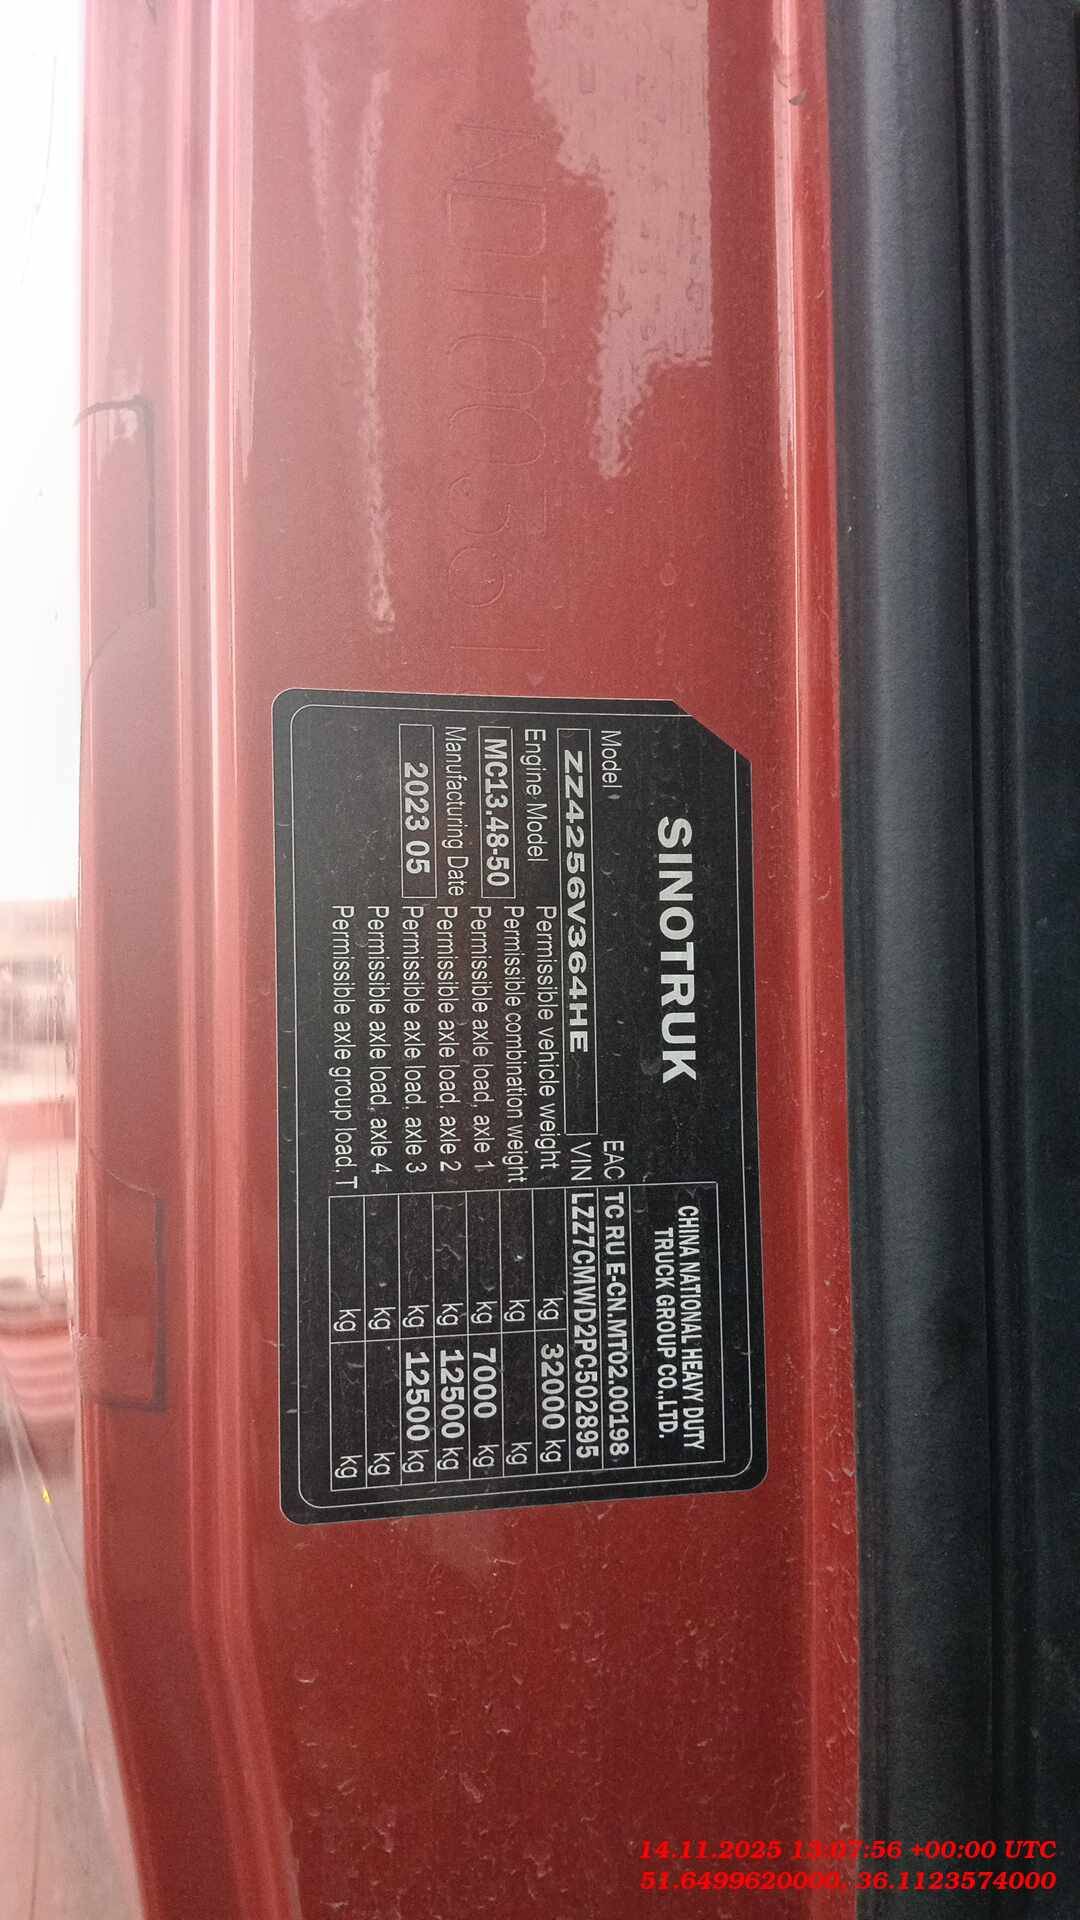 SINOTRUK
CHINA NATIONAL HEAVY DUTY
TRUCK GROUP CO.,LTD.
Model
EAC TC RU E-CN.MT02.00198
ZZ4256V364HE
VIN LZZ7CMWD2PC502895
Engine Model
MC13.48-50
Manufacturing Date
2023 05
Permissible vehicle weight kg 32000 kg
Permissible combination weight kg kg
Permissible axle load, axle 1 kg 7000 kg
Permissible axle load, axle 2 kg 12500 kg
Permissible axle load, axle 3 kg 12500 kg
Permissible axle load, axle 4 kg kg
Permissible axle group load, T kg kg
14.11.2025 13:07:56 +00:00 UTC
51.6499620000, 36.1123574000